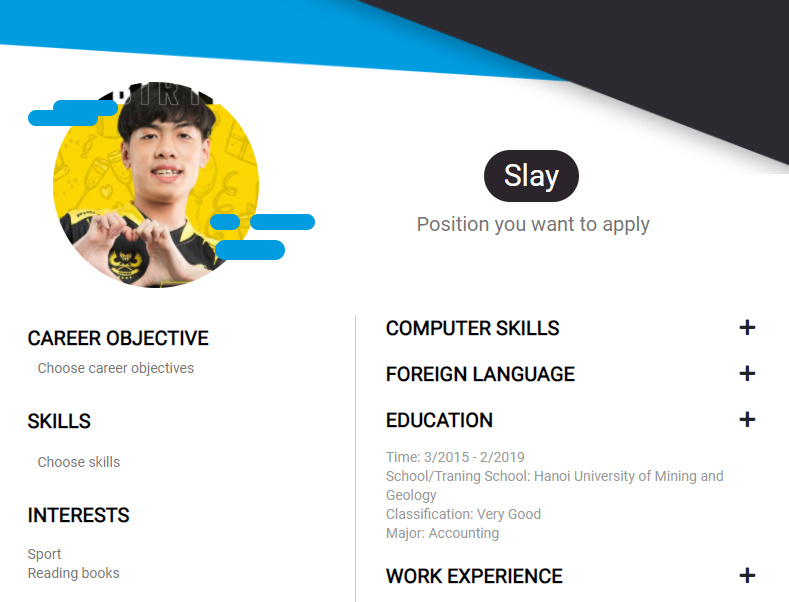 Slay
Position you want to apply
CAREER OBJECTIVE
Choose career objectives
SKILLS
Choose skills
INTERESTS
Sport
Reading books
COMPUTER SKILLS
FOREIGN LANGUAGE
EDUCATION
Time: 3/2015 - 2/2019
School/Traning School: Hanoi University of Mining and
Geology
Classification: Very Good
Major: Accounting
WORK EXPERIENCE